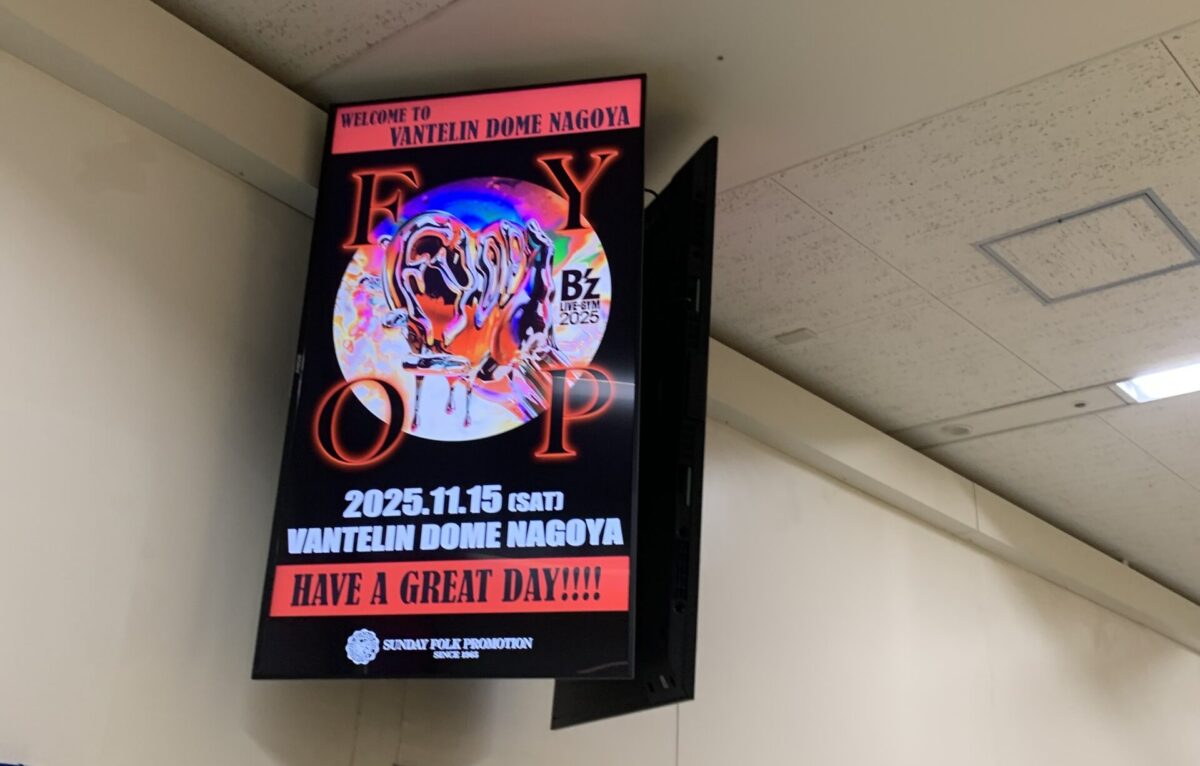 WELCOME TO
VANTELIN DOME NAGOYA
F Y
B'z
LIVE-GYM
2025
O P
2025.11.15 (SAT)
VANTELIN DOME NAGOYA
HAVE A GREAT DAY!!!!
SUNDAY FOLK PROMOTION